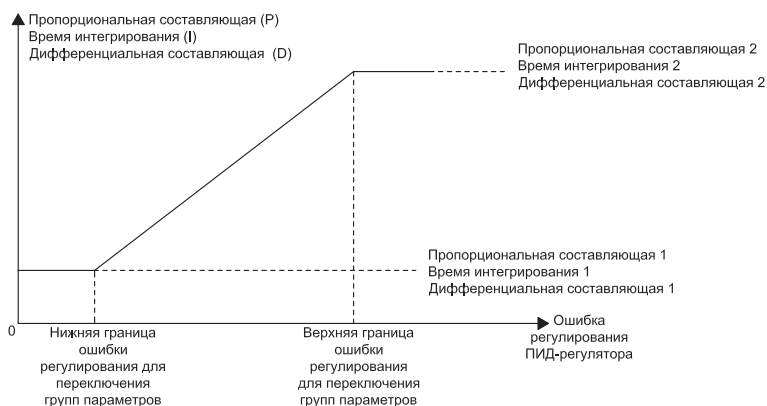 Пропорциональная составляющая (P)
Время интегрирования (I)
Дифференциальная составляющая (D)
Пропорциональная составляющая 2
Время интегрирования 2
Дифференциальная составляющая 2
Пропорциональная составляющая 1
Время интегрирования 1
Дифференциальная составляющая 1
0
Нижняя граница
ошибки
регулирования для
переключения
групп параметров
Верхняя граница
ошибки
регулирования
для переключения
групп параметров
Ошибка
регулирования
ПИД-регулятора